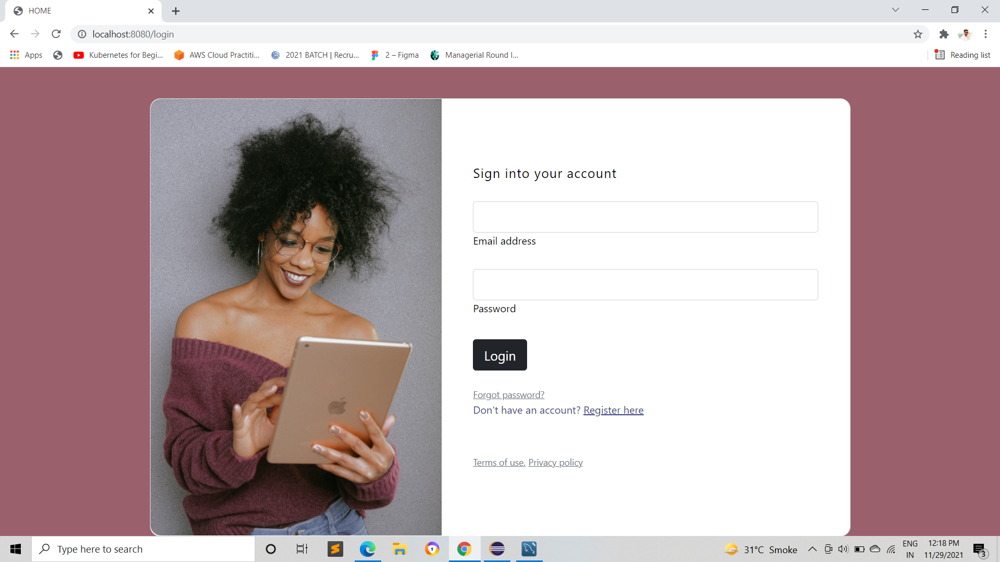 HOME
localhost:8080/login
Apps
Kubernetes for Begi...
AWS Cloud Practiti...
2021 BATCH | Recru...
2 – Figma
Managerial Round I...
Reading list
Sign into your account
Email address
Password
Login
Forgot password?
Don't have an account? Register here
Terms of use. Privacy policy
Type here to search
31°C Smoke
ENG
IN
12:18 PM
11/29/2021
3